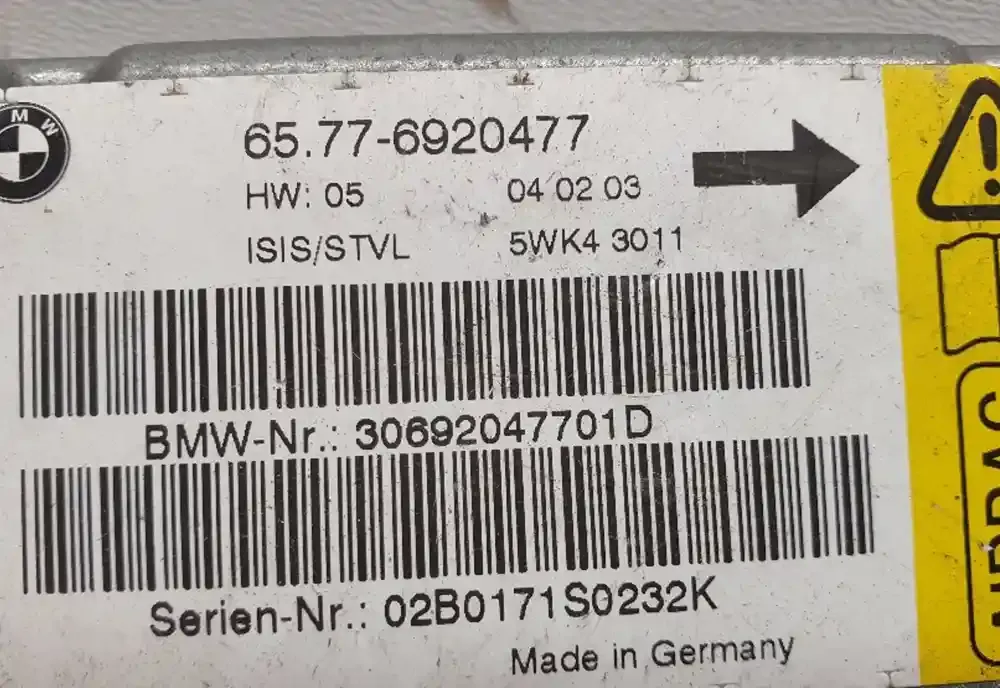 BMW
65.77-6920477
HW: 05 04 02 03
ISIS/STVL 5WK4 3011
BMW-Nr.: 30692047701D
Serien-Nr.: 02B0171S0232K
Made in Germany
AIRBAG